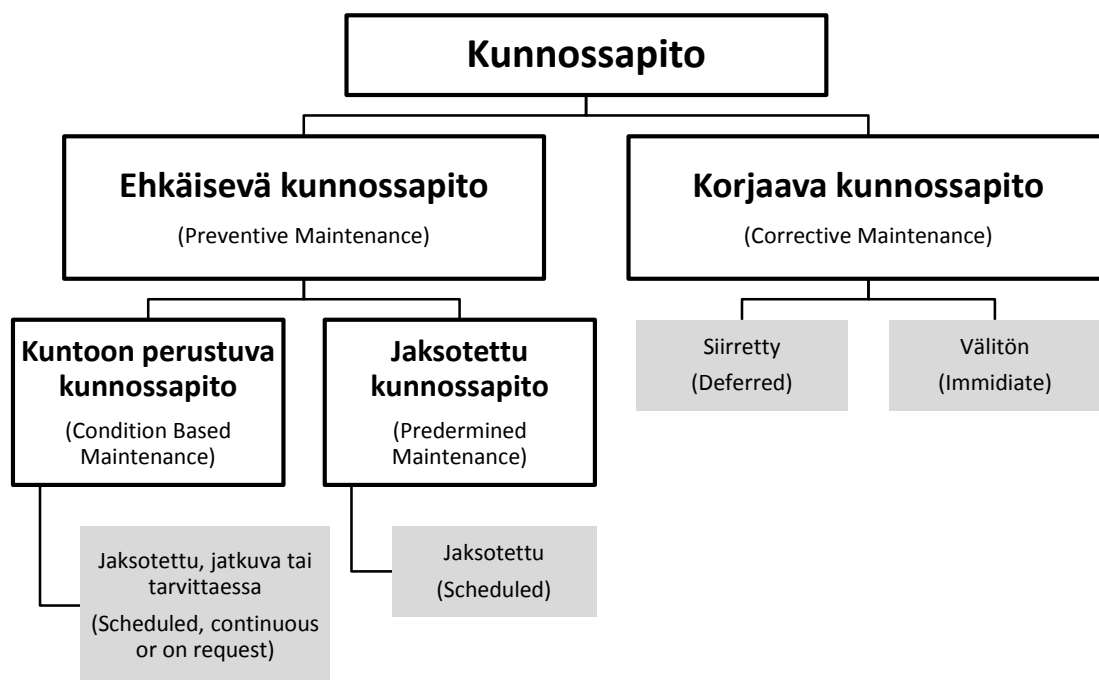 Kunnossapito
Ehkäisevä kunnossapito
(Preventive Maintenance)
Korjaava kunnossapito
(Corrective Maintenance)
Kuntoon perustuva
kunnossapito
(Condition Based
Maintenance)
Jaksotettu
kunnossapito
(Predermined
Maintenance)
Siirretty
(Deferred)
Välitön
(Immidiate)
Jaksotettu, jatkuva tai
tarvittaessa
(Scheduled, continuous
or on request)
Jaksotettu
(Scheduled)